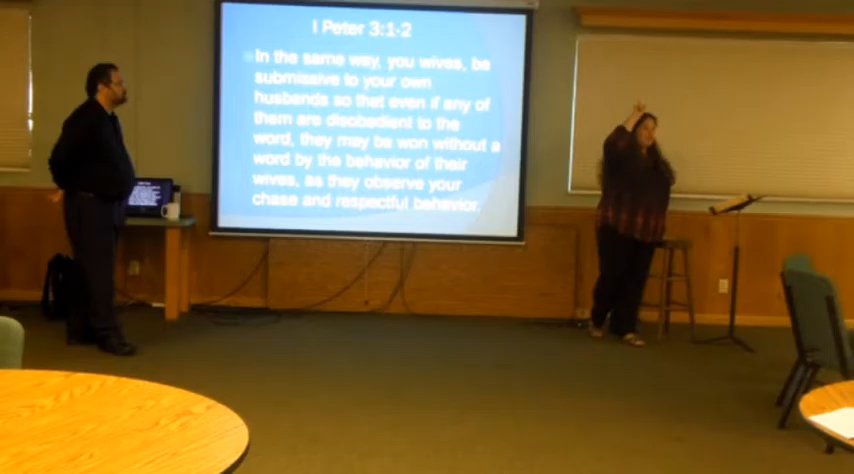 I Peter 3:1-2
In the same way, you wives, be
submissive to your own
husbands so that even if any of
them are disobedient to the
word, they may be won without a
word by the behavior of their
wives, as they observe your
chase and respectful behavior.